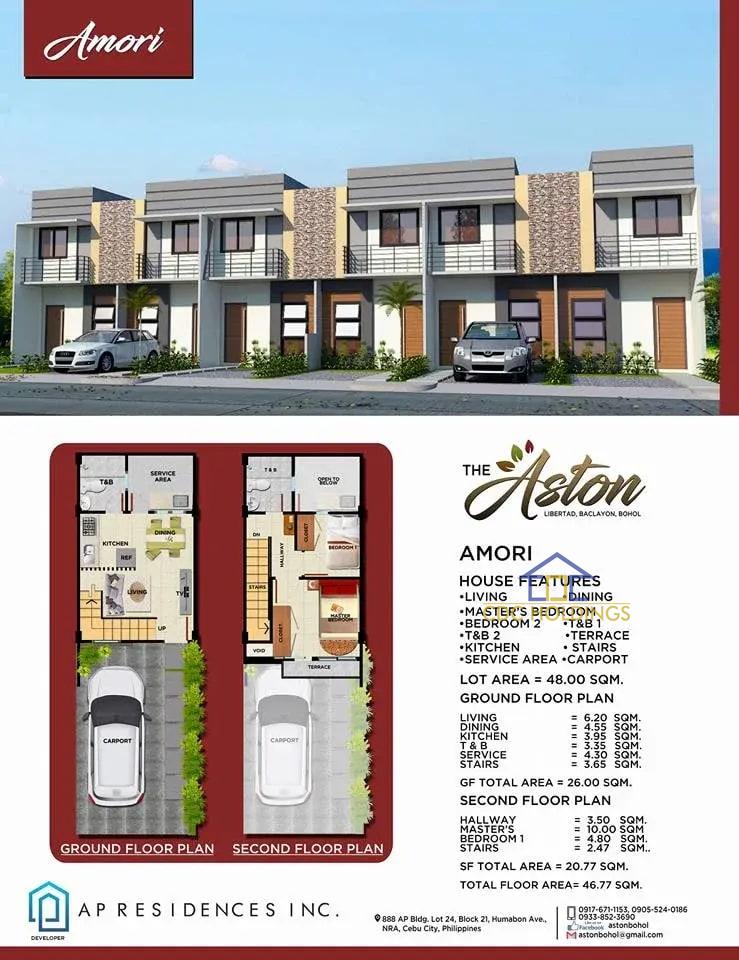 Amori
T&B
SERVICE
AREA
KITCHEN
DINING
REF
LIVING
TV
UP
CARPORT
GROUND FLOOR PLAN
T & B
OPEN TO
BELOW
DN
HALLWAY
CLOSET
BEDROOM 1
STAIRS
MASTER
BEDROOM
CLOSET
VOID
TERRACE
CARPORT
SECOND FLOOR PLAN
THE Aston
LIBERTAD, BACLAYON, BOHOL
AMORI
HOUSE FEATURES
•LIVING •DINING
•MASTER'S BEDROOM
HOLDINGS
•BEDROOM 2 •T&B 1
•T&B 2 •TERRACE
•KITCHEN • STAIRS
•SERVICE AREA •CARPORT
LOT AREA = 48.00 SQM.
GROUND FLOOR PLAN
LIVING = 6.20 SQM.
DINING = 4.55 SQM.
KITCHEN = 3.95 SQM.
T & B = 3.35 SQM.
SERVICE = 4.30 SQM.
STAIRS = 3.65 SQM.
GF TOTAL AREA = 26.00 SQM.
SECOND FLOOR PLAN
HALLWAY = 3.50 SQM.
MASTER'S = 10.00 SQM.
BEDROOM 1 = 4.80 SQM.
STAIRS = 2.47 SQM..
SF TOTAL AREA = 20.77 SQM.
TOTAL FLOOR AREA= 46.77 SQM.
DEVELOPER
AP RESIDENCES INC.
888 AP Bldg. Lot 24, Block 21, Humabon Ave.,
NRA, Cebu City, Philippines
0917-671-1153, 0905-524-0186
0933-852-3690
Facebook astonbohol
astonbohol@gmail.com